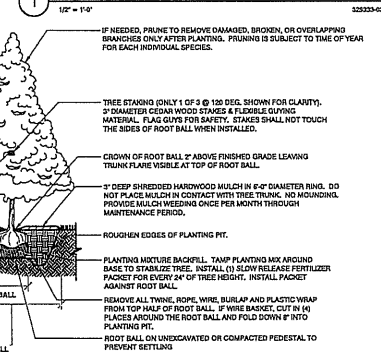 1
1/2" = 1'-0"
329333-0
IF NEEDED, PRUNE TO REMOVE DAMAGED, BROKEN, OR OVERLAPPING
BRANCHES ONLY AFTER PLANTING. PRUNING IS SUBJECT TO TIME OF YEAR
FOR EACH INDIVIDUAL SPECIES.
TREE STAKING (ONLY 1 OF 3 @ 120 DEG. SHOWN FOR CLARITY).
3" DIAMETER CEDAR WOOD STAKES & FLEXIBLE GUYING
MATERIAL. FLAG GUYS FOR SAFETY. STAKES SHALL NOT TOUCH
THE SIDES OF ROOT BALL WHEN INSTALLED.
CROWN OF ROOT BALL 2" ABOVE FINISHED GRADE LEAVING
TRUNK FLARE VISIBLE AT TOP OF ROOT BALL.
3" DEEP SHREDDED HARDWOOD MULCH IN 6'-0" DIAMETER RING. DO
NOT PLACE MULCH IN CONTACT WITH TREE TRUNK. NO MOUNDING.
PROVIDE MULCH WEEDING ONCE PER MONTH THROUGH
MAINTENANCE PERIOD.
ROUGHEN EDGES OF PLANTING PIT.
PLANTING MIXTURE BACKFILL. TAMP PLANTING MIX AROUND
BASE TO STABILIZE TREE. INSTALL (1) SLOW RELEASE FERTILIZER
PACKET FOR EVERY 24" OF TREE HEIGHT. INSTALL PACKET
AGAINST ROOT BALL.
BALL
REMOVE ALL TWINE, ROPE, WIRE, BURLAP AND PLASTIC WRAP
FROM TOP HALF OF ROOT BALL. IF WIRE BASKET, CUT IN (4)
PLACES AROUND THE ROOT BALL AND FOLD DOWN 8" INTO
PLANTING PIT.
ROOT BALL ON UNEXCAVATED OR COMPACTED PEDESTAL TO
PREVENT SETTLING